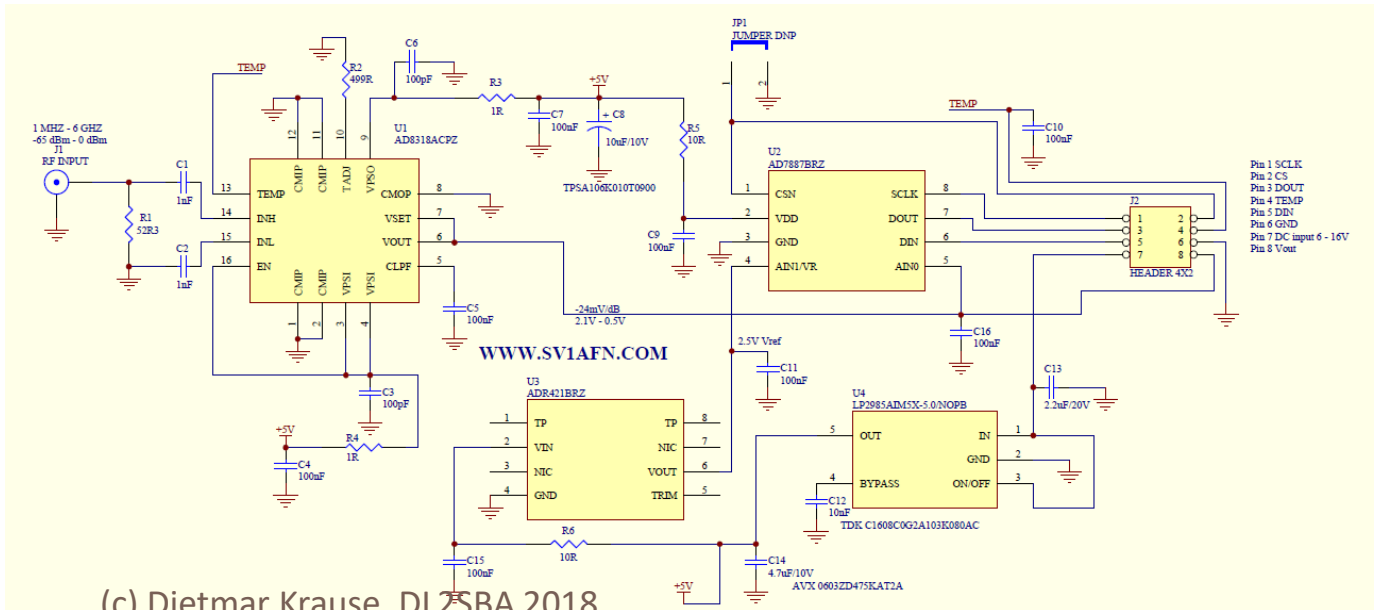 JP1
JUMPER DNP
1
2
C6
100pF
R2
499R
TEMP
R3
1R
+5V
C7
100nF
+ C8
10uF/10V
TPSA106K010T0900
R5
10R
TEMP
C10
100nF
1 MHZ - 6 GHZ
-65 dBm - 0 dBm
J1
RF INPUT
R1
52R3
C1
1nF
C2
1nF
U1
AD8318ACPZ
12
11
10
9
CMIP
CMIP
TADJ
VPSO
13 TEMP
14 INH
15 INL
16 EN
CMOP 8
VSET 7
VOUT 6
CLPF 5
CMIP
CMIP
VPSI
VPSI
1
2
3
4
C5
100nF
C3
100pF
+5V
R4
1R
C4
100nF
U2
AD7887BRZ
1 CSN
2 VDD
3 GND
4 AIN1/VR
SCLK 8
DOUT 7
DIN 6
AIN0 5
C9
100nF
-24mV/dB
2.1V - 0.5V
WWW.SV1AFN.COM
2.5V Vref
C11
100nF
C16
100nF
Pin 1 SCLK
Pin 2 CS
Pin 3 DOUT
Pin 4 TEMP
Pin 5 DIN
Pin 6 GND
Pin 7 DC input 6 - 16V
Pin 8 Vout
J2
1 2
3 4
5 6
7 8
HEADER 4X2
C13
2.2uF/20V
U3
ADR421BRZ
1 TP
2 VIN
3 NIC
4 GND
TP 8
NIC 7
VOUT 6
TRIM 5
U4
LP2985AIM5X-5.0/NOPB
5 OUT
4 BYPASS
IN 1
GND 2
ON/OFF 3
C12
10nF
TDK C1608C0G2A103K080AC
R6
10R
C15
100nF
C14
4.7uF/10V
AVX 0603ZD475KAT2A
+5V
(c) Dietmar Krause DL2SBA 2018